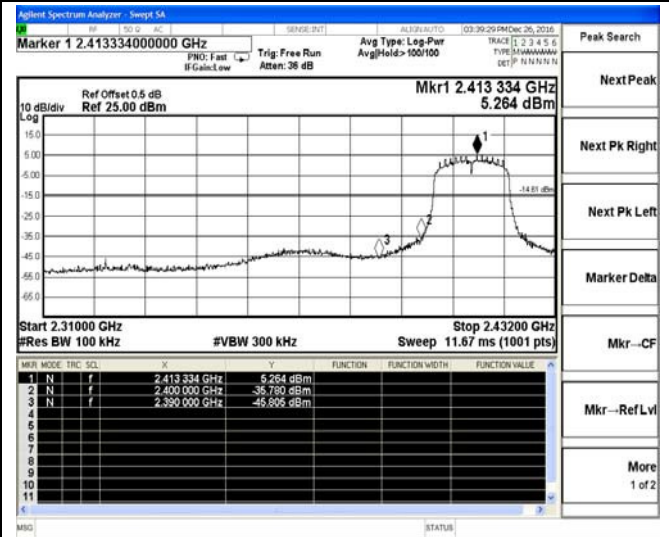 Agilent Spectrum Analyzer - Swept SA
RF 50 Ω AC SENSE:INT ALIGN AUTO 03:39:29 PM Dec 26, 2016
Marker 1 2.413334000000 GHz
PNO: Fast
IFGain:Low
Trig: Free Run
Atten: 36 dB
Avg Type: Log-Pwr
Avg|Hold:>100/100
TRACE 1 2 3 4 5 6
TYPE MWWWWW
DET P NNNNN
Peak Search
Ref Offset 0.5 dB
Mkr1 2.413 334 GHz
10 dB/div Ref 25.00 dBm 5.264 dBm
Log
15.0
5.00
-5.00
-15.0
-25.0
-35.0
-45.0
-55.0
-65.0
1
2
3
-14.81 dBm
Start 2.31000 GHz Stop 2.43200 GHz
#Res BW 100 kHz #VBW 300 kHz Sweep 11.67 ms (1001 pts)
MKR MODE TRC SCL X Y FUNCTION FUNCTION WIDTH FUNCTION VALUE
1 N f 2.413 334 GHz 5.264 dBm
2 N f 2.400 000 GHz -35.780 dBm
3 N f 2.390 000 GHz -45.805 dBm
4
5
6
7
8
9
10
11
MSG STATUS
Next Peak
Next Pk Right
Next Pk Left
Marker Delta
Mkr→CF
Mkr→Ref Lvl
More
1 of 2